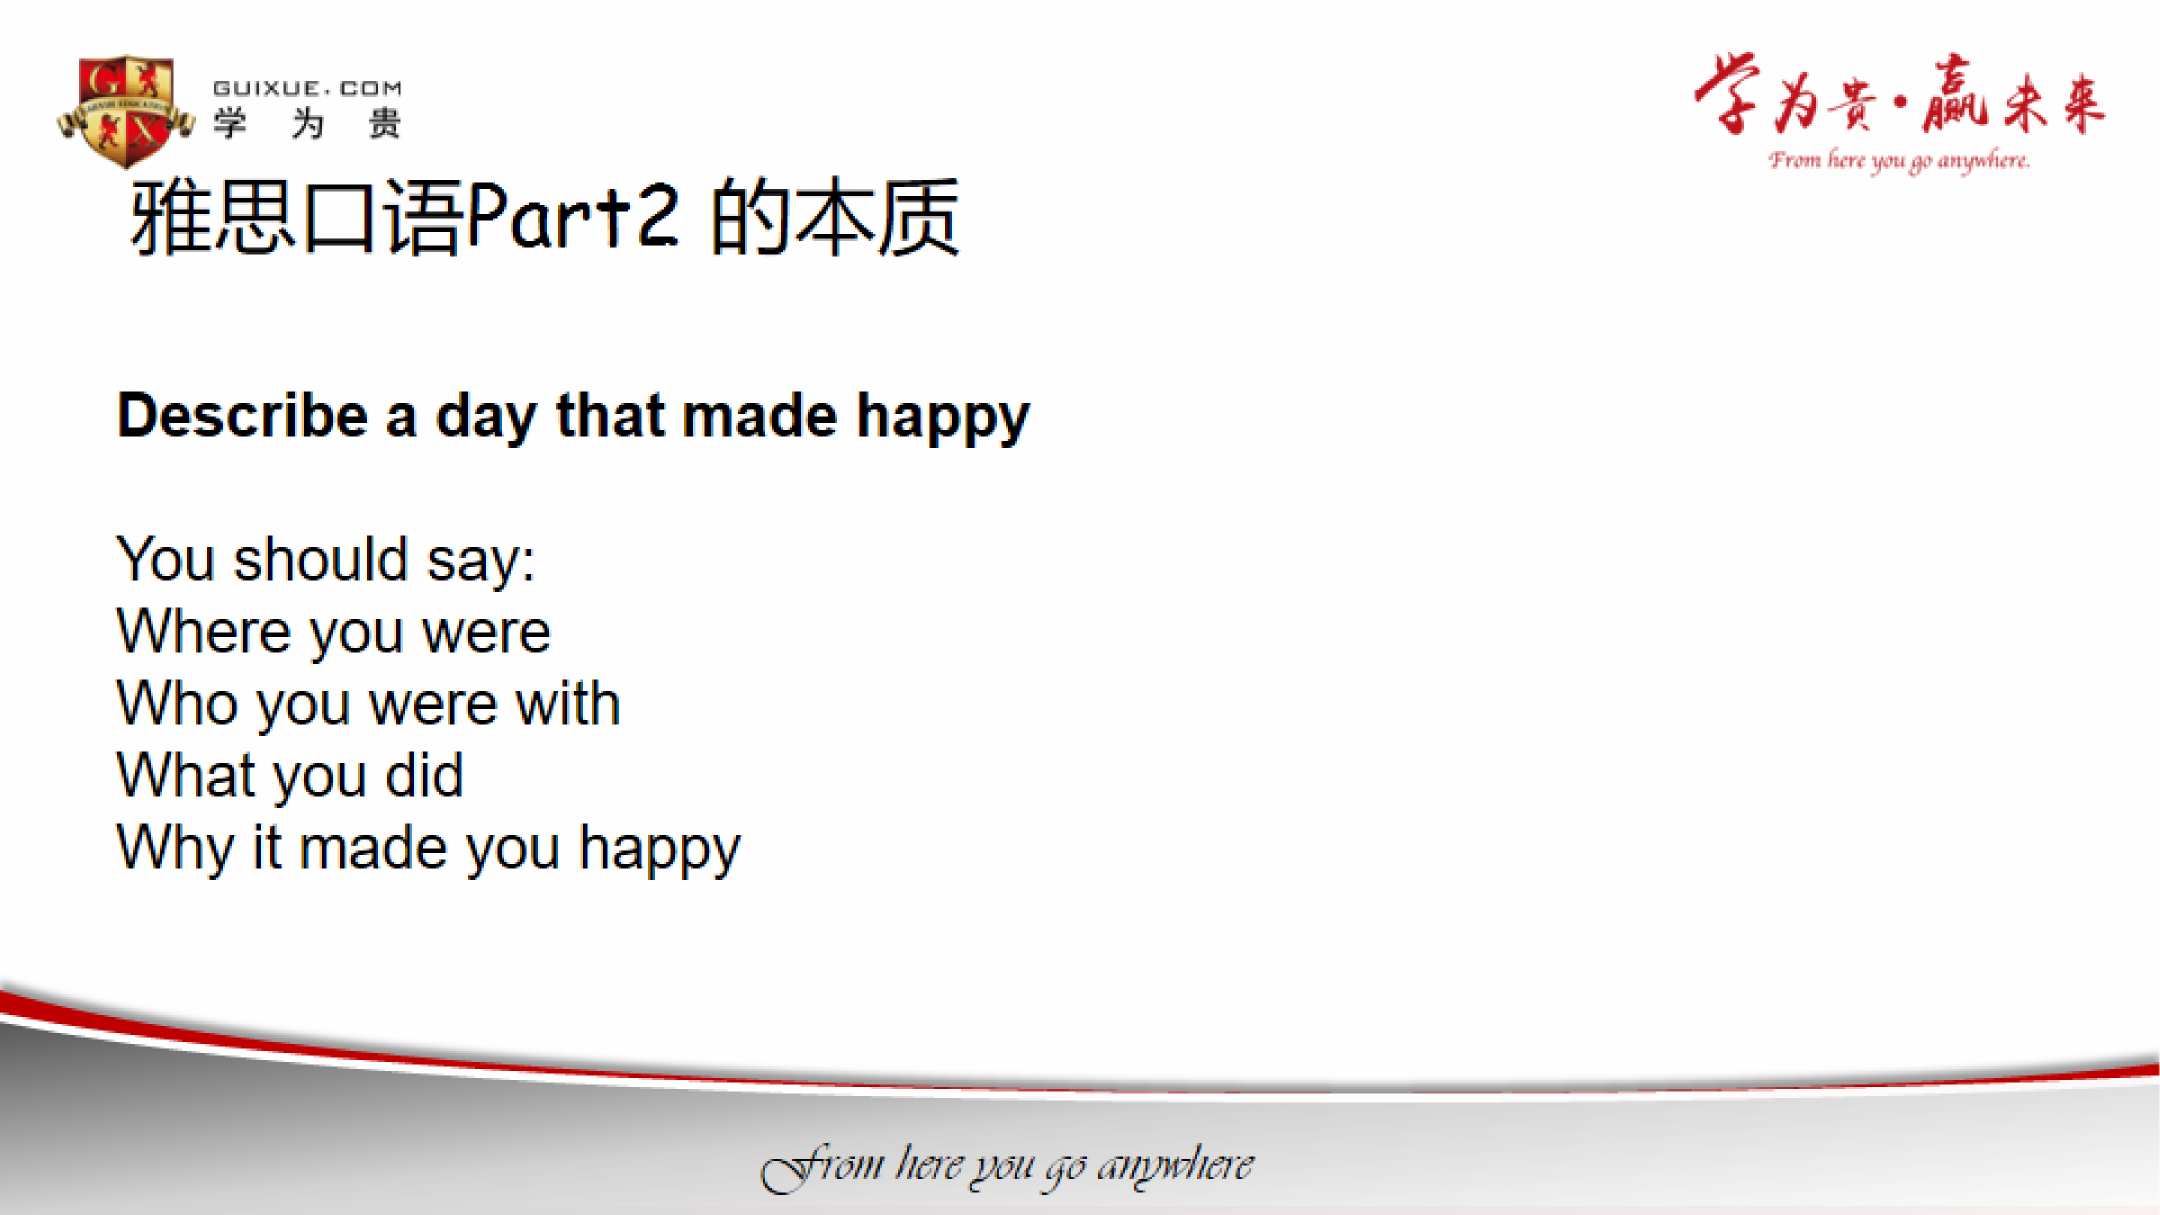 GUIXUE.COM
学为贵
学为贵·赢未来
From here you go anywhere.
雅思口语Part2 的本质
Describe a day that made happy
You should say:
Where you were
Who you were with
What you did
Why it made you happy
From here you go anywhere